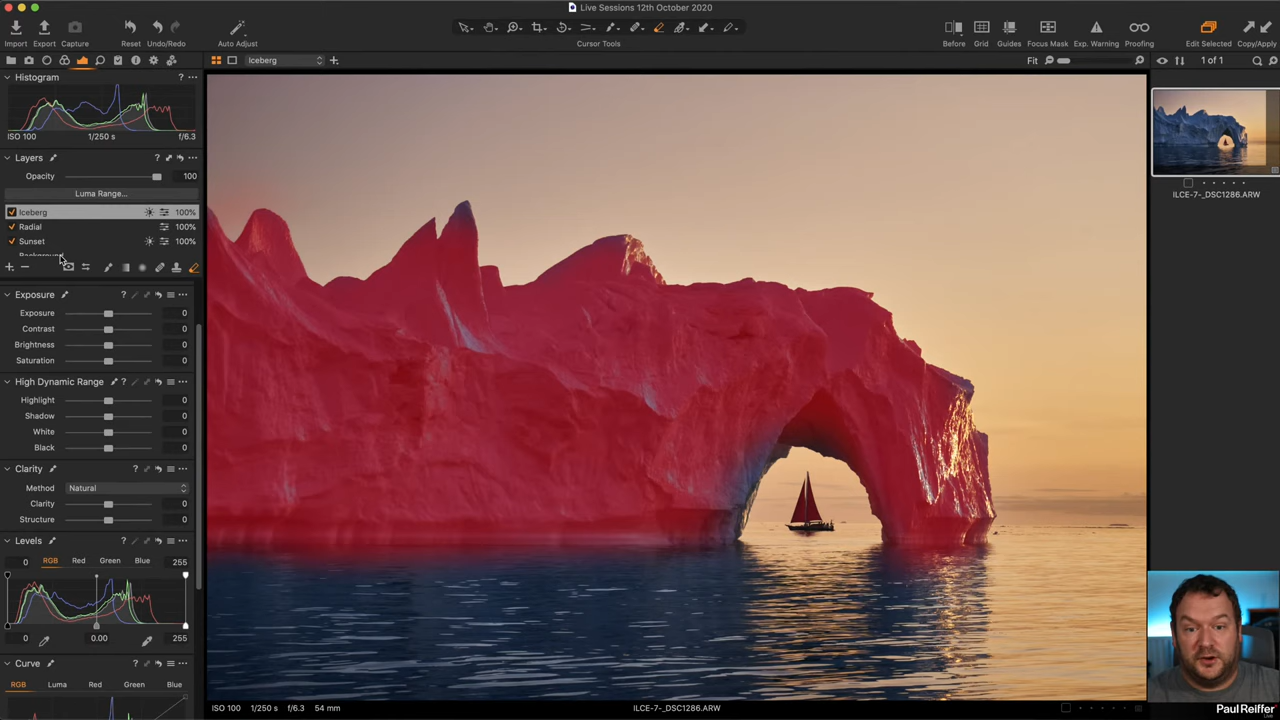 Live Sessions 12th October 2020
Import Export Capture Reset Undo/Redo Auto Adjust Cursor Tools Before Grid Guides Focus Mask Exp. Warning Proofing Edit Selected Copy/Apply
Iceberg Fit 1 of 1
Histogram ?
ISO 100 1/250 s f/6.3
Layers ?
Opacity 100
Luma Range...
Iceberg 100%
Radial 100%
Sunset 100%
Background
Exposure ?
Exposure 0
Contrast 0
Brightness 0
Saturation 0
High Dynamic Range ?
Highlight 0
Shadow 0
White 0
Black 0
Clarity ?
Method Natural
Clarity 0
Structure 0
Levels ?
0 RGB Red Green Blue 255
0 0.00 255
Curve ?
RGB Luma Red Green Blue
ISO 100 1/250 s f/6.3 54 mm ILCE-7-_DSC1286.ARW
ILCE-7-_DSC1286.ARW
Paul Reiffer
Live